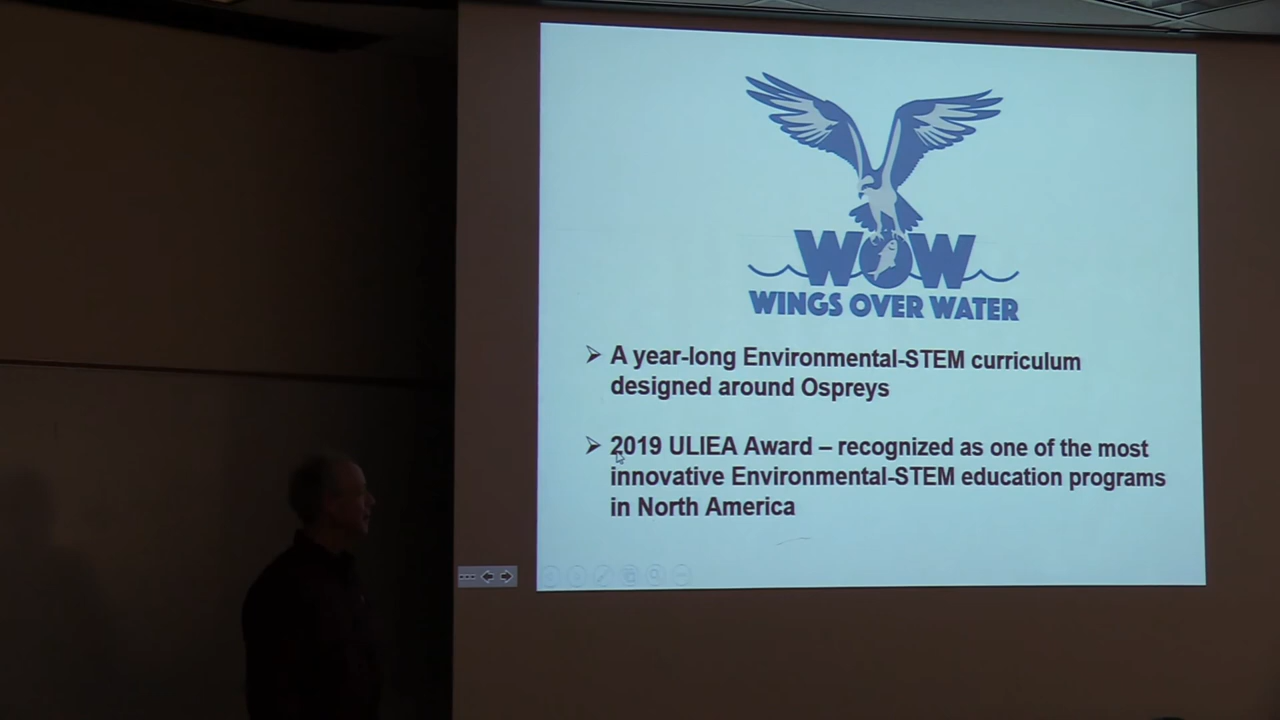 WOW
WINGS OVER WATER
➢ A year-long Environmental-STEM curriculum
designed around Ospreys
➢ 2019 ULIEA Award – recognized as one of the most
innovative Environmental-STEM education programs
in North America